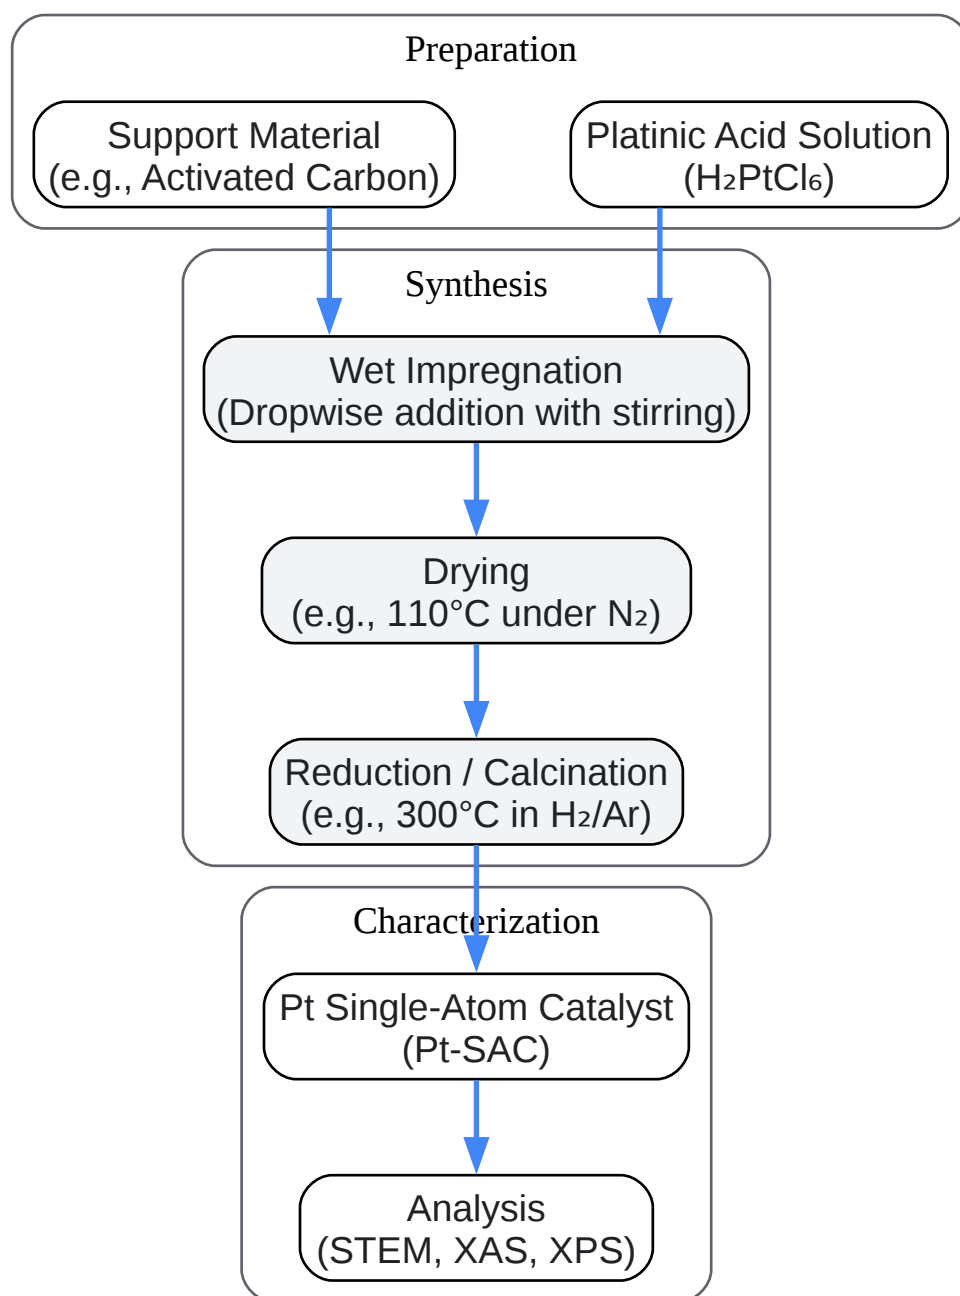 Preparation
Support Material
(e.g., Activated Carbon)
Platinic Acid Solution
(H₂PtCl₆)
Synthesis
Wet Impregnation
(Dropwise addition with stirring)
Drying
(e.g., 110°C under N₂)
Reduction / Calcination
(e.g., 300°C in H₂/Ar)
Characterization
Pt Single-Atom Catalyst
(Pt-SAC)
Analysis
(STEM, XAS, XPS)